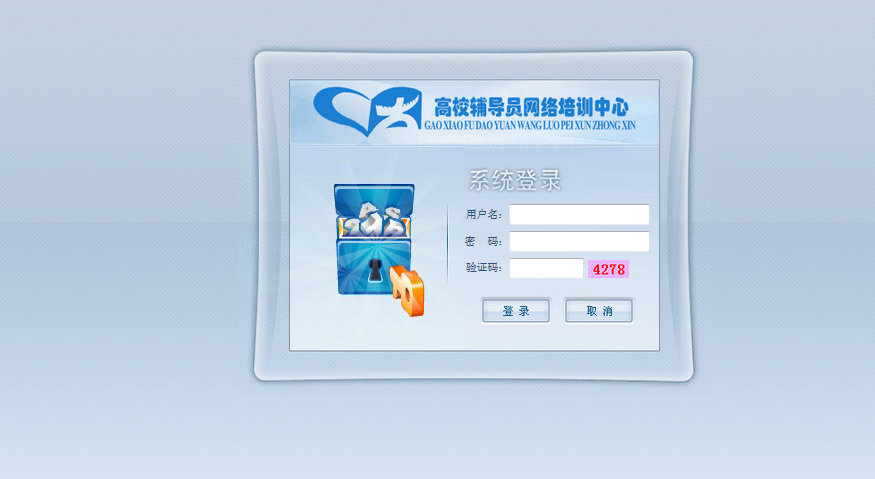 高校辅导员网络培训中心
GAO XIAO FU DAO YUAN WANG LUO PEI XUN ZHONG XIN
系统登录
用户名：
密 码：
验证码： 4278
登 录 取 消